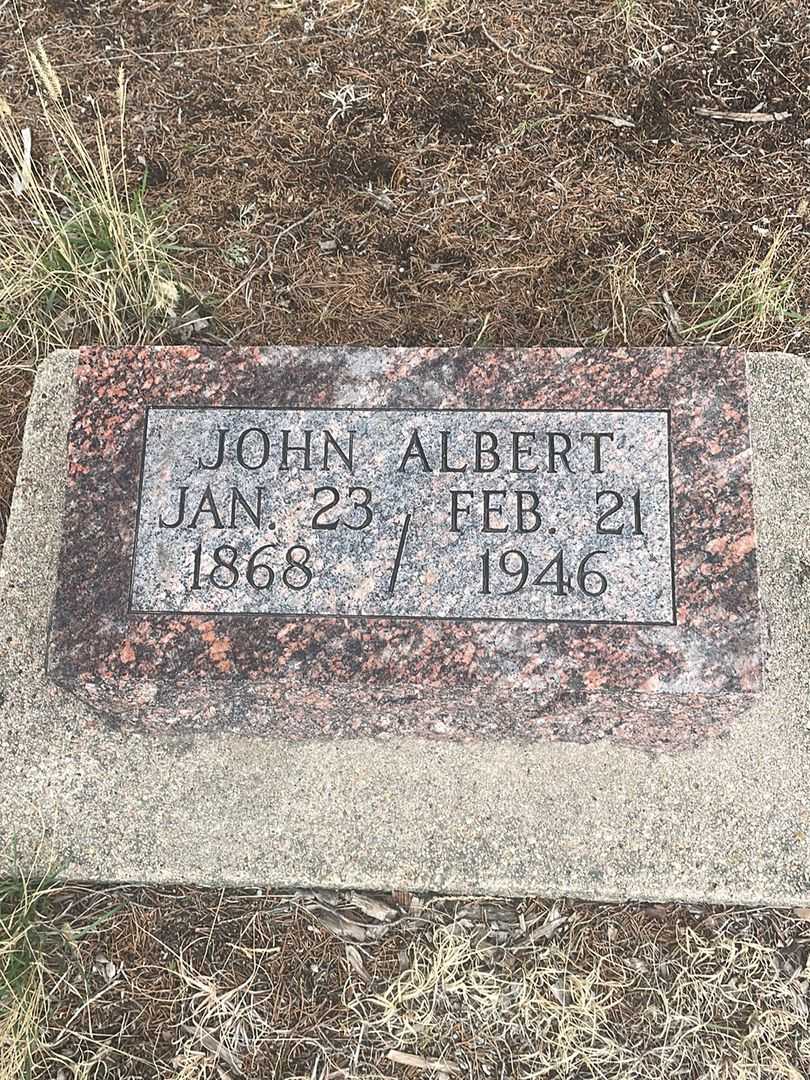 JOHN ALBERT
JAN. 23 / FEB. 21
1868 1946